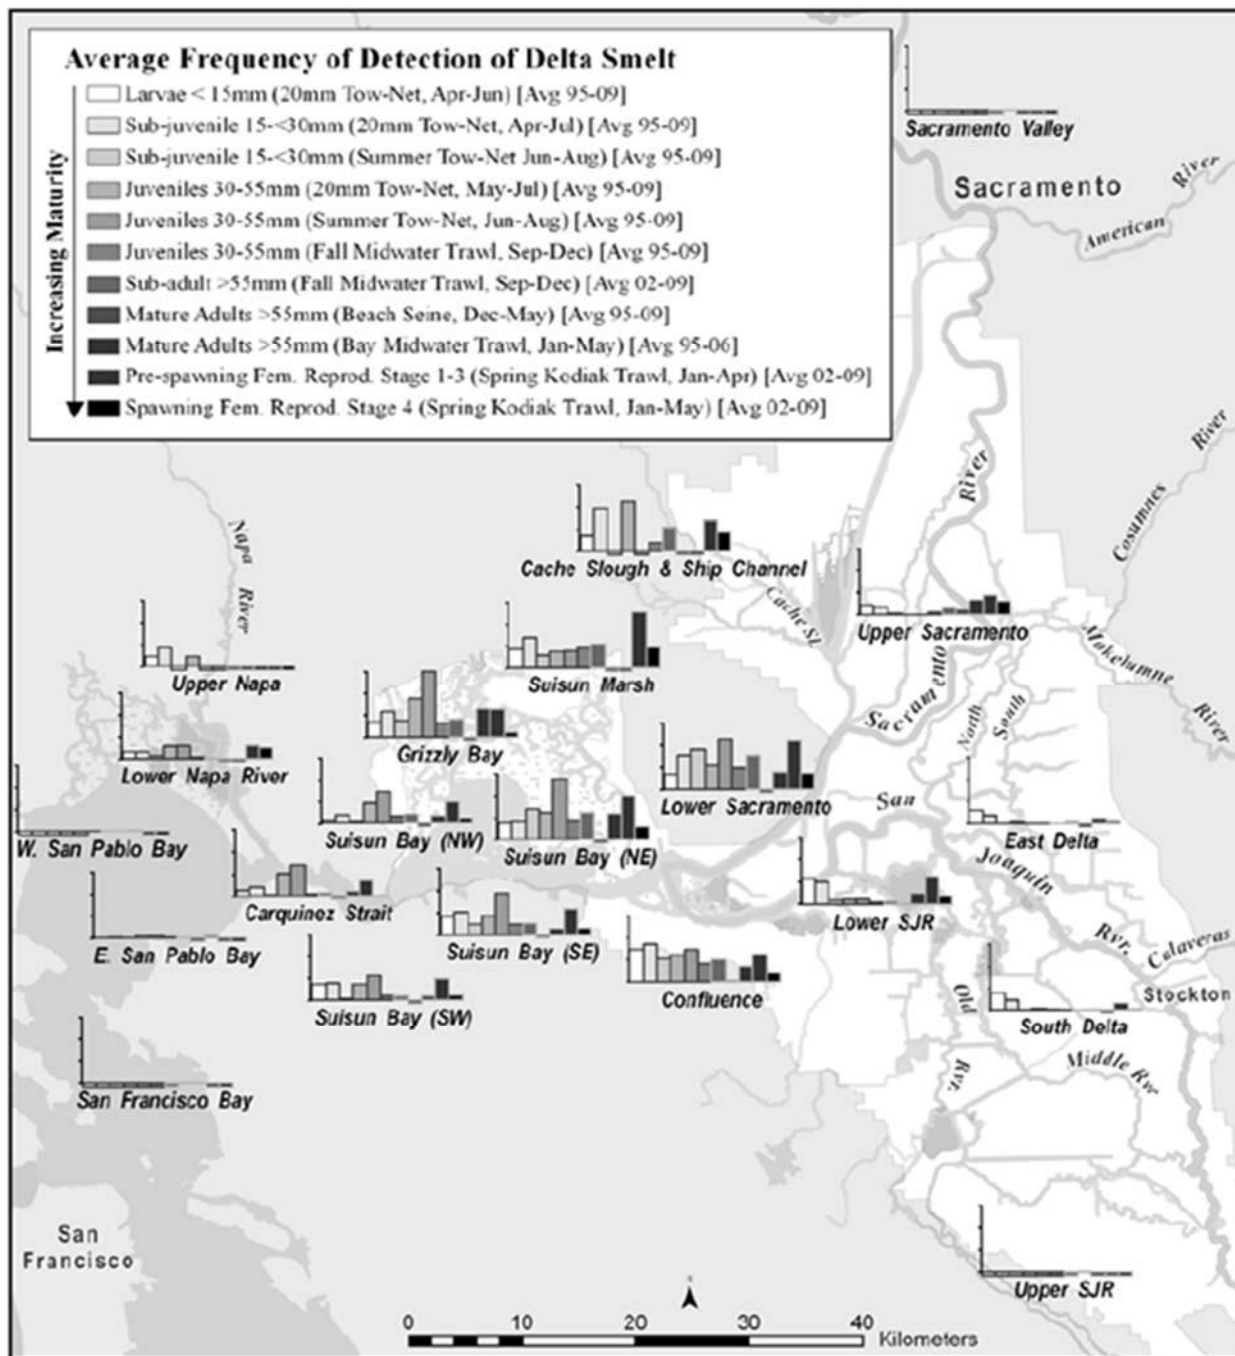 Average Frequency of Detection of Delta Smelt
Increasing Maturity
Larvae < 15mm (20mm Tow-Net, Apr-Jun) [Avg 95-09]
Sub-juvenile 15-<30mm (20mm Tow-Net, Apr-Jul) [Avg 95-09]
Sub-juvenile 15-<30mm (Summer Tow-Net Jun-Aug) [Avg 95-09]
Juveniles 30-55mm (20mm Tow-Net, May-Jul) [Avg 95-09]
Juveniles 30-55mm (Summer Tow-Net, Jun-Aug) [Avg 95-09]
Juveniles 30-55mm (Fall Midwater Trawl, Sep-Dec) [Avg 95-09]
Sub-adult >55mm (Fall Midwater Trawl, Sep-Dec) [Avg 02-09]
Mature Adults >55mm (Beach Seine, Dec-May) [Avg 95-09]
Mature Adults >55mm (Bay Midwater Trawl, Jan-May) [Avg 95-06]
Pre-spawning Fem. Reprod. Stage 1-3 (Spring Kodiak Trawl, Jan-Apr) [Avg 02-09]
Spawning Fem. Reprod. Stage 4 (Spring Kodiak Trawl, Jan-May) [Avg 02-09]
Sacramento Valley
Sacramento
American River
Cosumnes River
River
Napa River
Cache Slough & Ship Channel
Cache Sl.
Upper Sacramento
Mokelumne River
Upper Napa
Suisun Marsh
Sacramento
North
South
Grizzly Bay
Lower Napa River
Lower Sacramento
San
W. San Pablo Bay
Suisun Bay (NW)
Suisun Bay (NE)
East Delta
Joaquin
Carquinez Strait
Lower SJR
Rvr.
Calaveras
E. San Pablo Bay
Suisun Bay (SE)
Confluence
Old
Stockton
Suisun Bay (SW)
South Delta
Rvr.
Middle Rvr
San Francisco Bay
San
Francisco
Upper SJR
0 10 20 30 40 Kilometers